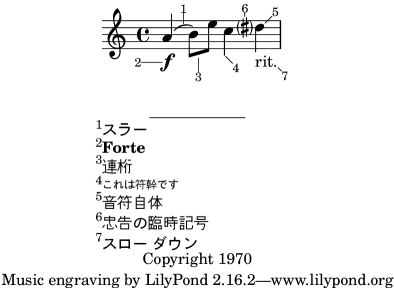 1
6
5
2
f
rit.
3
4
7
1スラー
2Forte
3連桁
4これは符幹です
5音符自体
6忠告の臨時記号
7スロー ダウン
Copyright 1970
Music engraving by LilyPond 2.16.2—www.lilypond.org